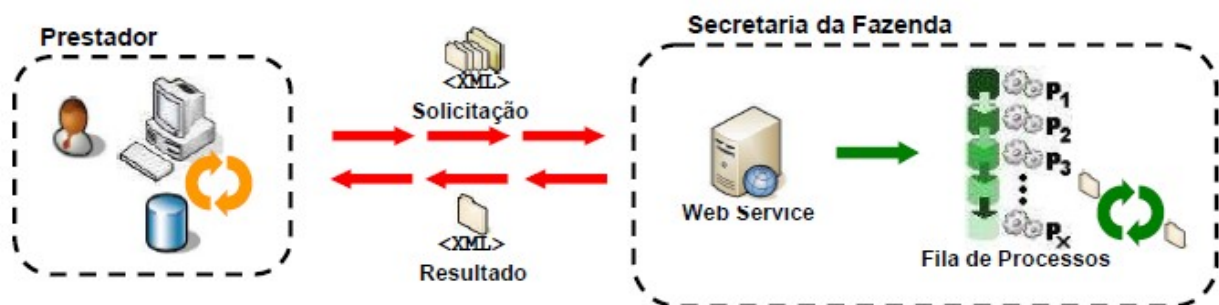 Prestador
<XML>
Solicitação
<XML>
Resultado
Secretaria da Fazenda
Web Service
P1
P2
P3
Px
Fila de Processos